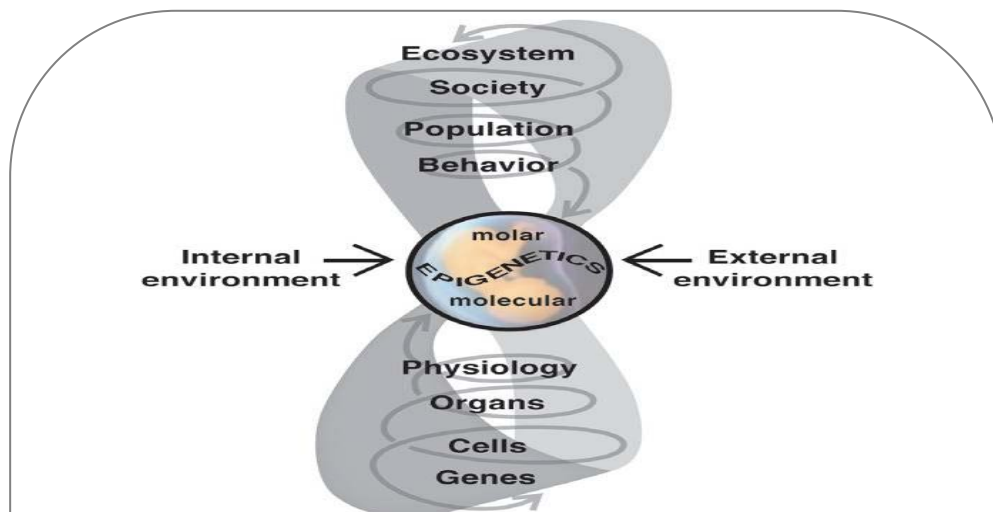 Ecosystem
Society
Population
Behavior
molar
EPIGENETICS
molecular
Internal
environment
External
environment
Physiology
Organs
Cells
Genes